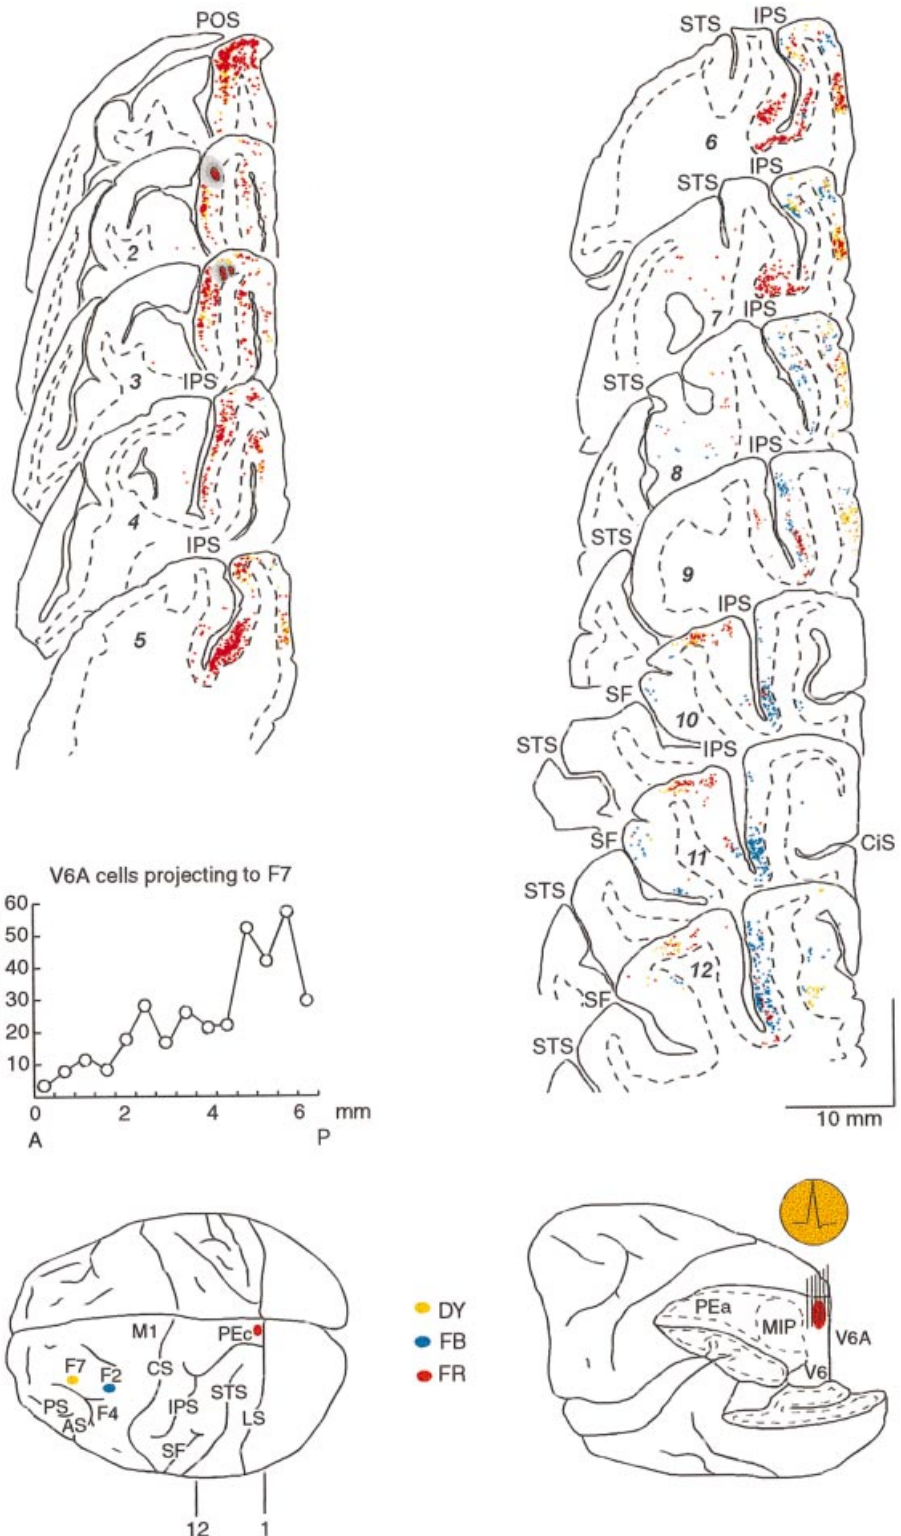 POS
1
2
3
IPS
4
IPS
5
STS
IPS
6
IPS
STS
7
IPS
STS
8
IPS
STS
9
IPS
SF
10
STS
IPS
SF
11
CiS
STS
12
SF
STS
10 mm
V6A cells projecting to F7
60
50
40
30
20
10
0 2 4 6 mm
A P
M1
PEc
F7
F2
CS
PS
F4
IPS
STS
AS
LS
SF
12 1
DY
FB
FR
PEa
MIP
V6A
V6